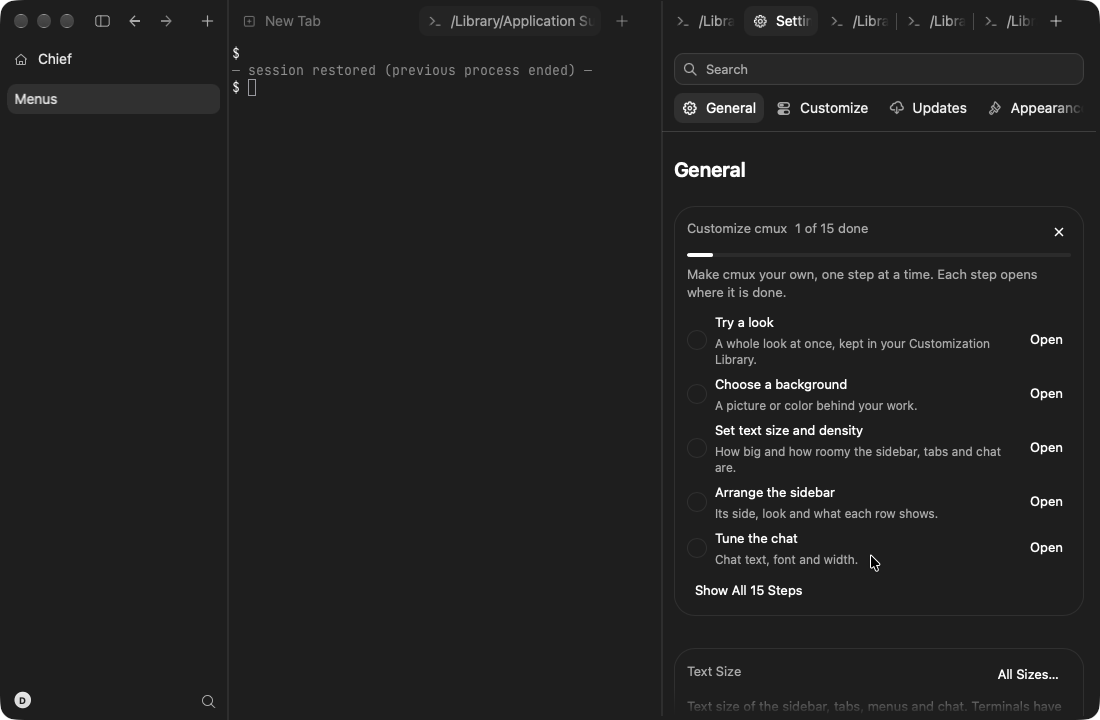 New Tab
/Library/Application Su
/Libra
Settin
/Libra
/Libra
/Libr
Chief
Menus
$
— session restored (previous process ended) —
$
Search
General
Customize
Updates
Appearanc
General
Customize cmux 1 of 15 done
Make cmux your own, one step at a time. Each step opens
where it is done.
Try a look
A whole look at once, kept in your Customization
Library.
Open
Choose a background
A picture or color behind your work.
Open
Set text size and density
How big and how roomy the sidebar, tabs and chat
are.
Open
Arrange the sidebar
Its side, look and what each row shows.
Open
Tune the chat
Chat text, font and width.
Open
Show All 15 Steps
Text Size
All Sizes...
Text size of the sidebar, tabs, menus and chat. Terminals have
D